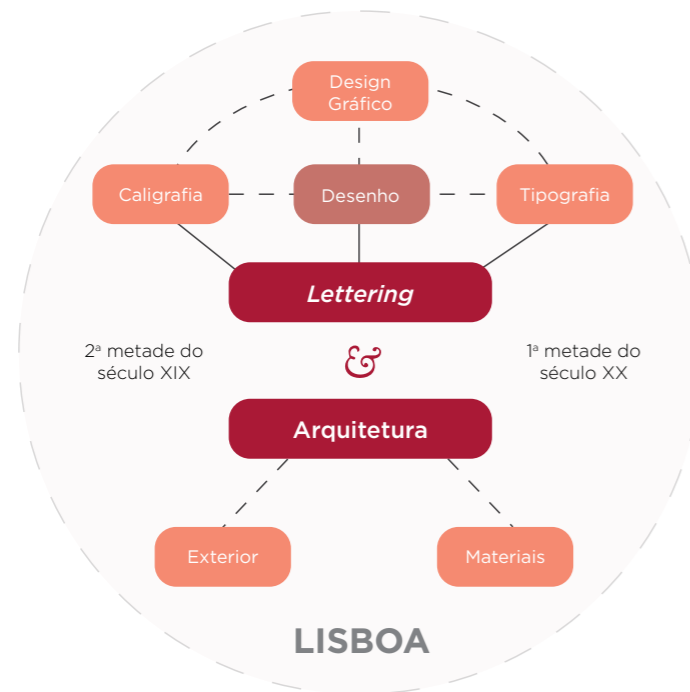 Design
Gráfico
Caligrafia
Desenho
Tipografia
Lettering
2ª metade do
século XIX
&
1ª metade do
século XX
Arquitetura
Exterior
Materiais
LISBOA